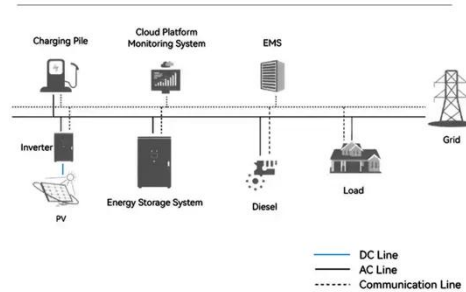 Charging Pile
Cloud Platform
Monitoring System
EMS
Grid
Inverter
PV
Energy Storage System
Diesel
Load
DC Line
AC Line
Communication Line